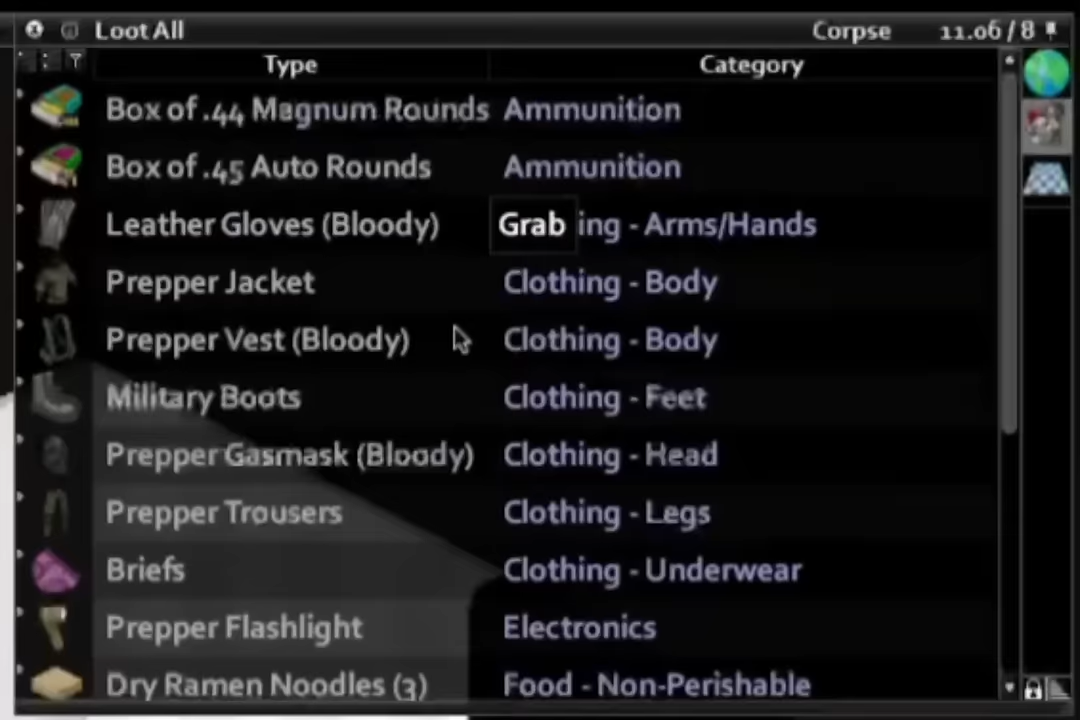 Loot All Corpse 11.06 / 8
Type Category
Box of .44 Magnum Rounds Ammunition
Box of .45 Auto Rounds Ammunition
Leather Gloves (Bloody) Grab ing - Arms/Hands
Prepper Jacket Clothing - Body
Prepper Vest (Bloody) Clothing - Body
Military Boots Clothing - Feet
Prepper Gasmask (Bloody) Clothing - Head
Prepper Trousers Clothing - Legs
Briefs Clothing - Underwear
Prepper Flashlight Electronics
Dry Ramen Noodles (3) Food - Non-Perishable